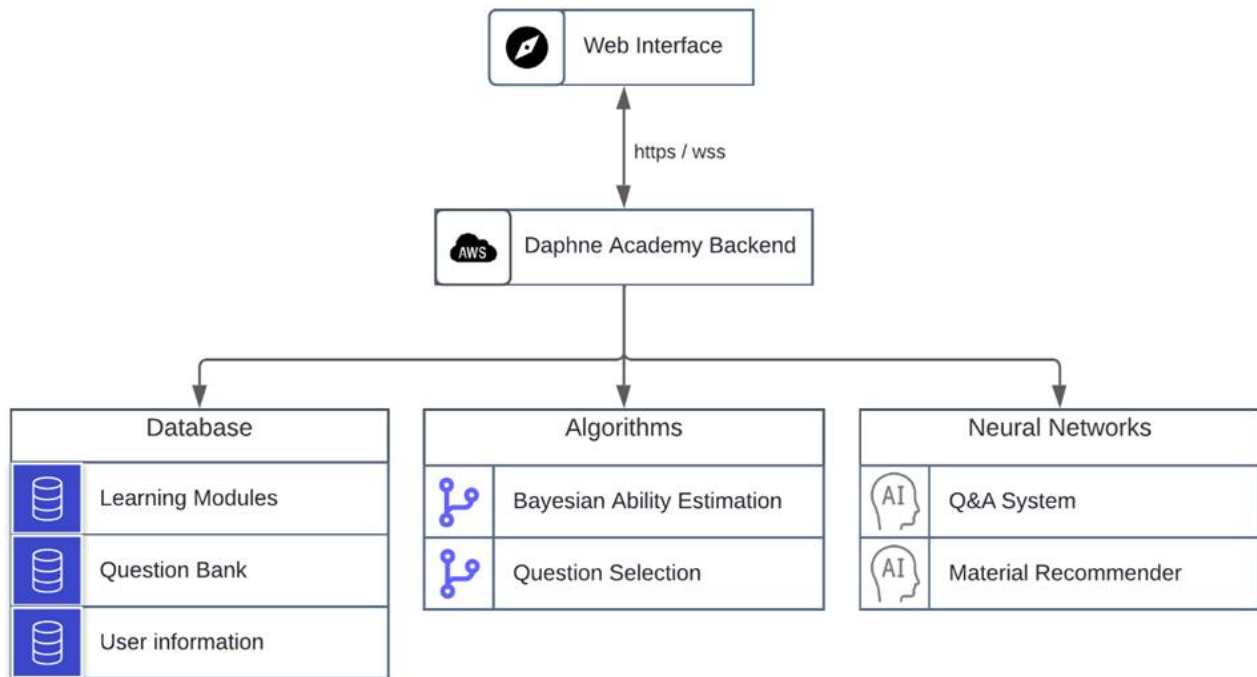 Web Interface
https / wss
AWS
Daphne Academy Backend
Database
Learning Modules
Question Bank
User information
Algorithms
Bayesian Ability Estimation
Question Selection
Neural Networks
AI
Q&A System
AI
Material Recommender